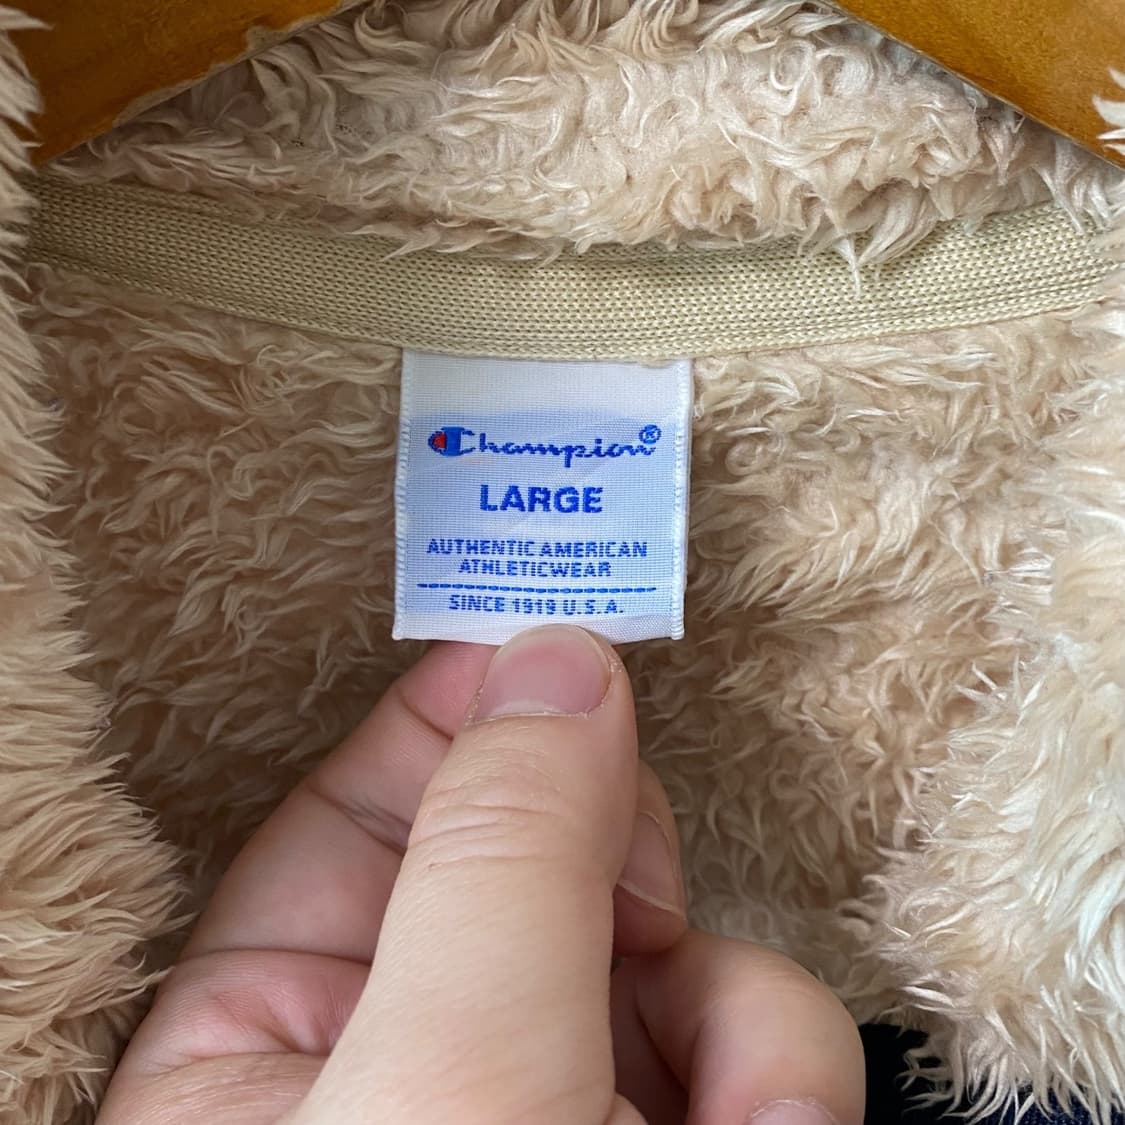 Champion®
LARGE
AUTHENTIC AMERICAN
ATHLETICWEAR
SINCE 1919 U.S.A.